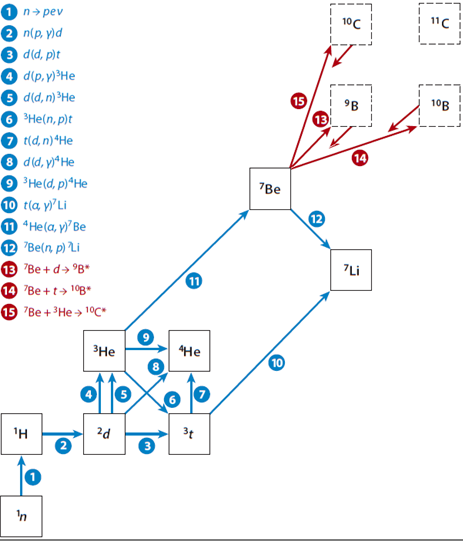 1 n → pev
2 n(p, γ)d
3 d(d, p)t
4 d(p, γ)³He
5 d(d, n)³He
6 ³He(n, p)t
7 t(d, n)⁴He
8 d(d, γ)⁴He
9 ³He(d, p)⁴He
10 t(α, γ)⁷Li
11 ⁴He(α, γ)⁷Be
12 ⁷Be(n, p)⁷Li
13 ⁷Be + d → ⁹B*
14 ⁷Be + t → ¹⁰B*
15 ⁷Be + ³He → ¹⁰C*
¹⁰C ¹¹C
15
⁹B ¹⁰B
13
14
⁷Be
12
⁷Li
11
10
³He 9 ⁴He
8
4 5 6 7
¹H 2 ²d 3 ³t
1
¹n